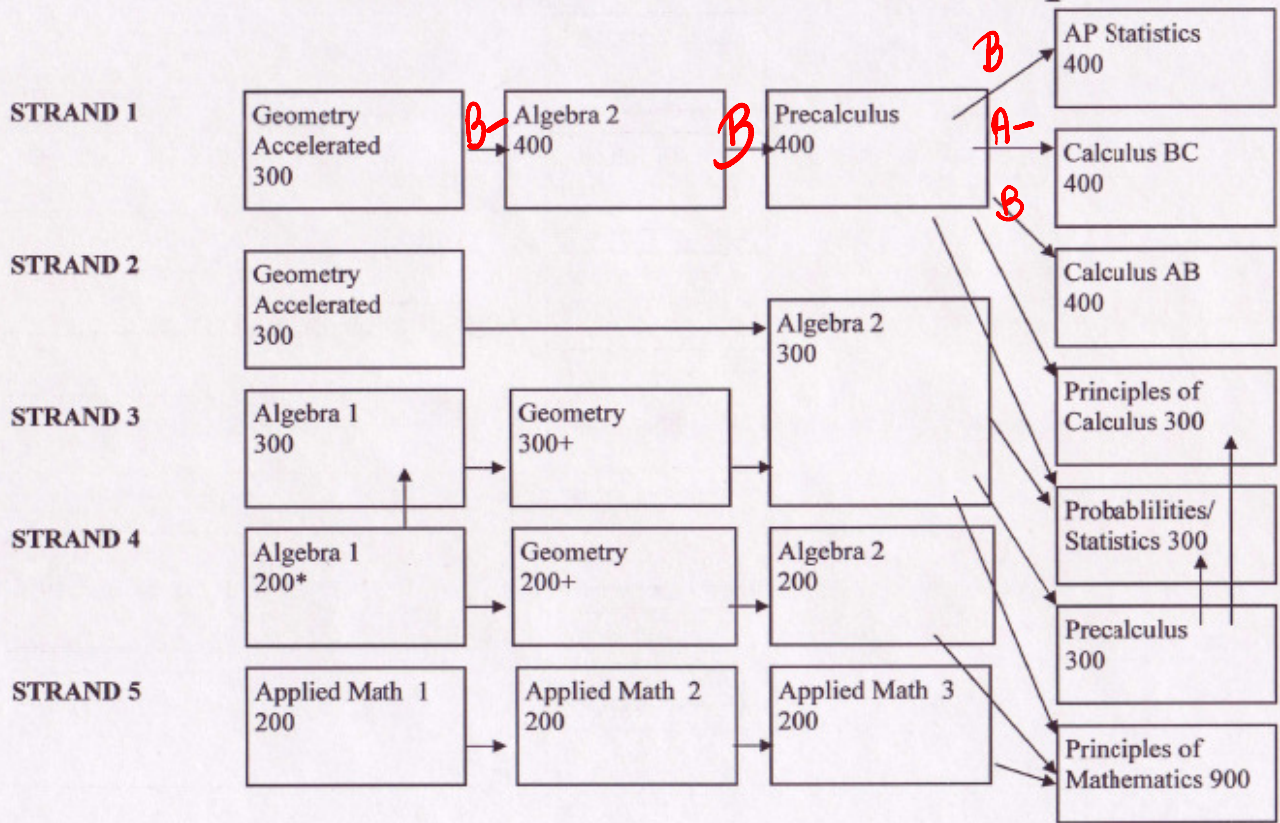 AP Statistics
400
B
STRAND 1
Geometry
Accelerated
300
B-
Algebra 2
400
B
Precalculus
400
A-
Calculus BC
400
B
STRAND 2
Geometry
Accelerated
300
Algebra 2
300
Calculus AB
400
STRAND 3
Algebra 1
300
Geometry
300+
Principles of
Calculus 300
STRAND 4
Algebra 1
200*
Geometry
200+
Algebra 2
200
Probablilities/
Statistics 300
Precalculus
300
STRAND 5
Applied Math 1
200
Applied Math 2
200
Applied Math 3
200
Principles of
Mathematics 900